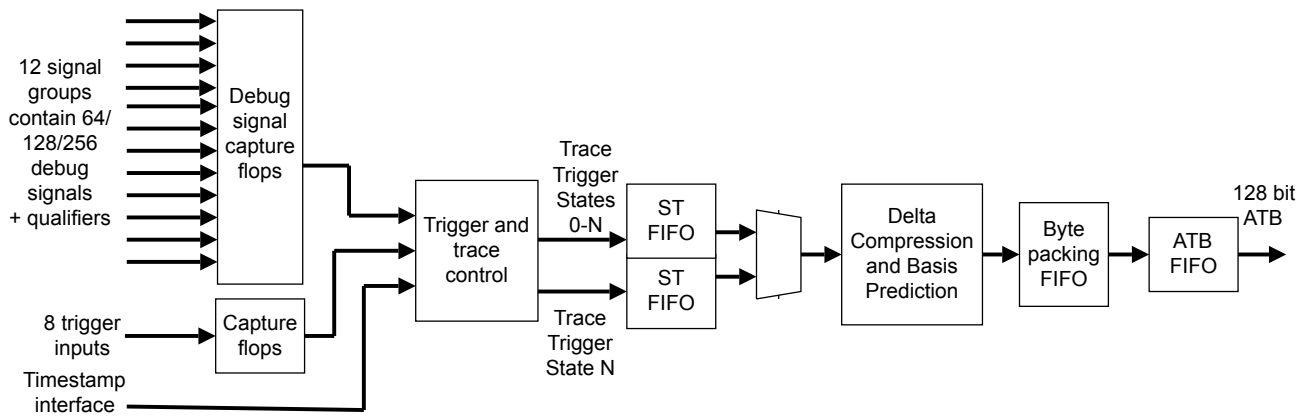 12 signal
groups
contain 64/
128/256
debug
signals
+ qualifiers
Debug
signal
capture
flops
8 trigger
inputs
Capture
flops
Timestamp
interface
Trigger and
trace
control
Trace
Trigger
States
0-N
Trace
Trigger
State N
ST
FIFO
ST
FIFO
Delta
Compression
and Basis
Prediction
Byte
packing
FIFO
ATB
FIFO
128 bit
ATB